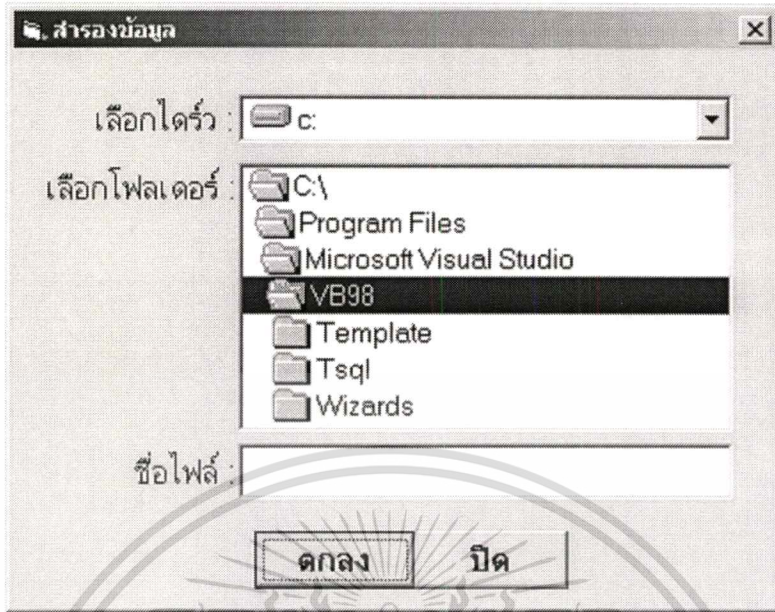 สำรองข้อมูล
เลือกไดร์ว : c:
เลือกโฟลเดอร์ : C:\
Program Files
Microsoft Visual Studio
VB98
Template
Tsql
Wizards
ชื่อไฟล์ :
ตกลง ปิด